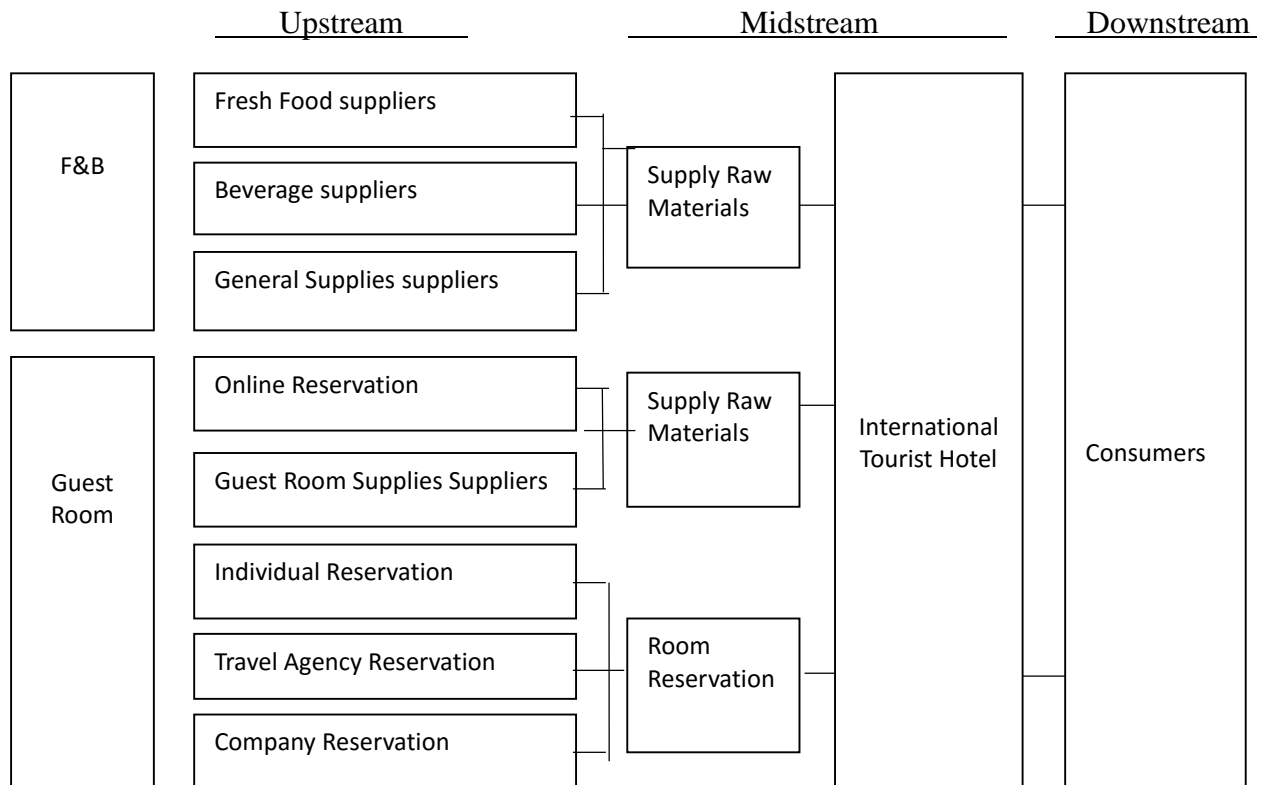 Upstream Midstream Downstream
F&B
Fresh Food suppliers
Beverage suppliers
General Supplies suppliers
Supply Raw
Materials
Guest
Room
Online Reservation
Guest Room Supplies Suppliers
Supply Raw
Materials
Individual Reservation
Travel Agency Reservation
Company Reservation
Room
Reservation
International
Tourist Hotel
Consumers